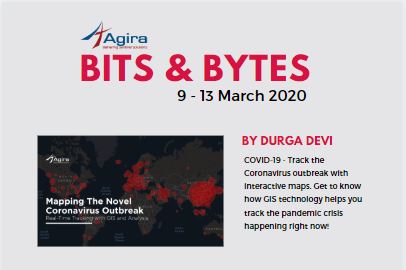 Agira
delivering optimal solutions
BITS & BYTES
9 - 13 March 2020
BY DURGA DEVI
COVID-19 - Track the
Coronavirus outbreak with
interactive maps. Get to know
how GIS technology helps you
track the pandemic crisis
happening right now!
Agira
Mapping The Novel
Coronavirus Outbreak
Real-Time Tracking with GIS and Analysis